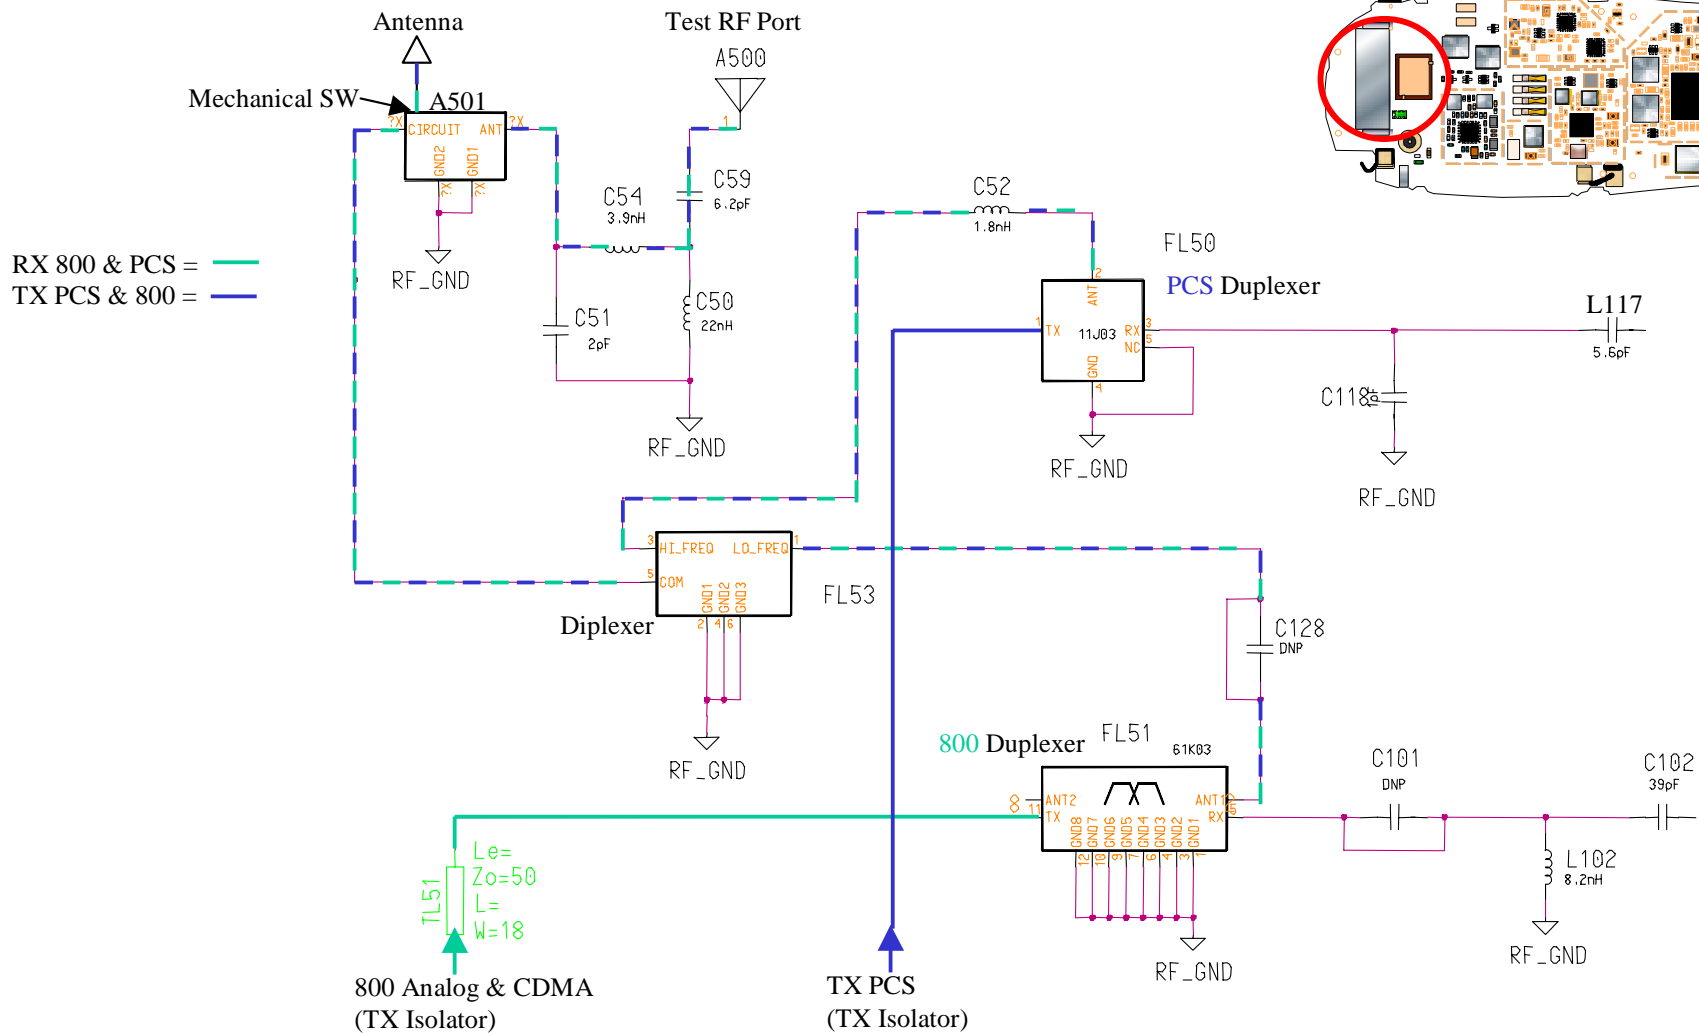 Antenna
Test RF Port
A500
Mechanical SW
A501
?X
CIRCUIT
ANT
?X
1
GND2
GND1
?X
?X
RF_GND
C54
3.9nH
C59
6.2pF
C51
2pF
C50
22nH
RF_GND
RX 800 & PCS =
TX PCS & 800 =
C52
1.8nH
FL50
PCS Duplexer
2
ANT
1
TX
11J03
RX
3
NC
5
GND
4
RF_GND
L117
5.6pF
C118
RF_GND
3
HI_FREQ
LO_FREQ
1
5
COM
GND1
GND2
GND3
2
4
6
FL53
Diplexer
RF_GND
C128
DNP
800 Duplexer
FL51
61K03
ANT2
11
TX
ANT1
RX
GND8
GND7
GND6
GND5
GND4
GND3
GND2
GND1
12
10
9
7
6
4
3
1
RF_GND
C101
DNP
C102
39pF
L102
8.2nH
RF_GND
TL51
Le=
Zo=50
L=
W=18
800 Analog & CDMA
(TX Isolator)
TX PCS
(TX Isolator)